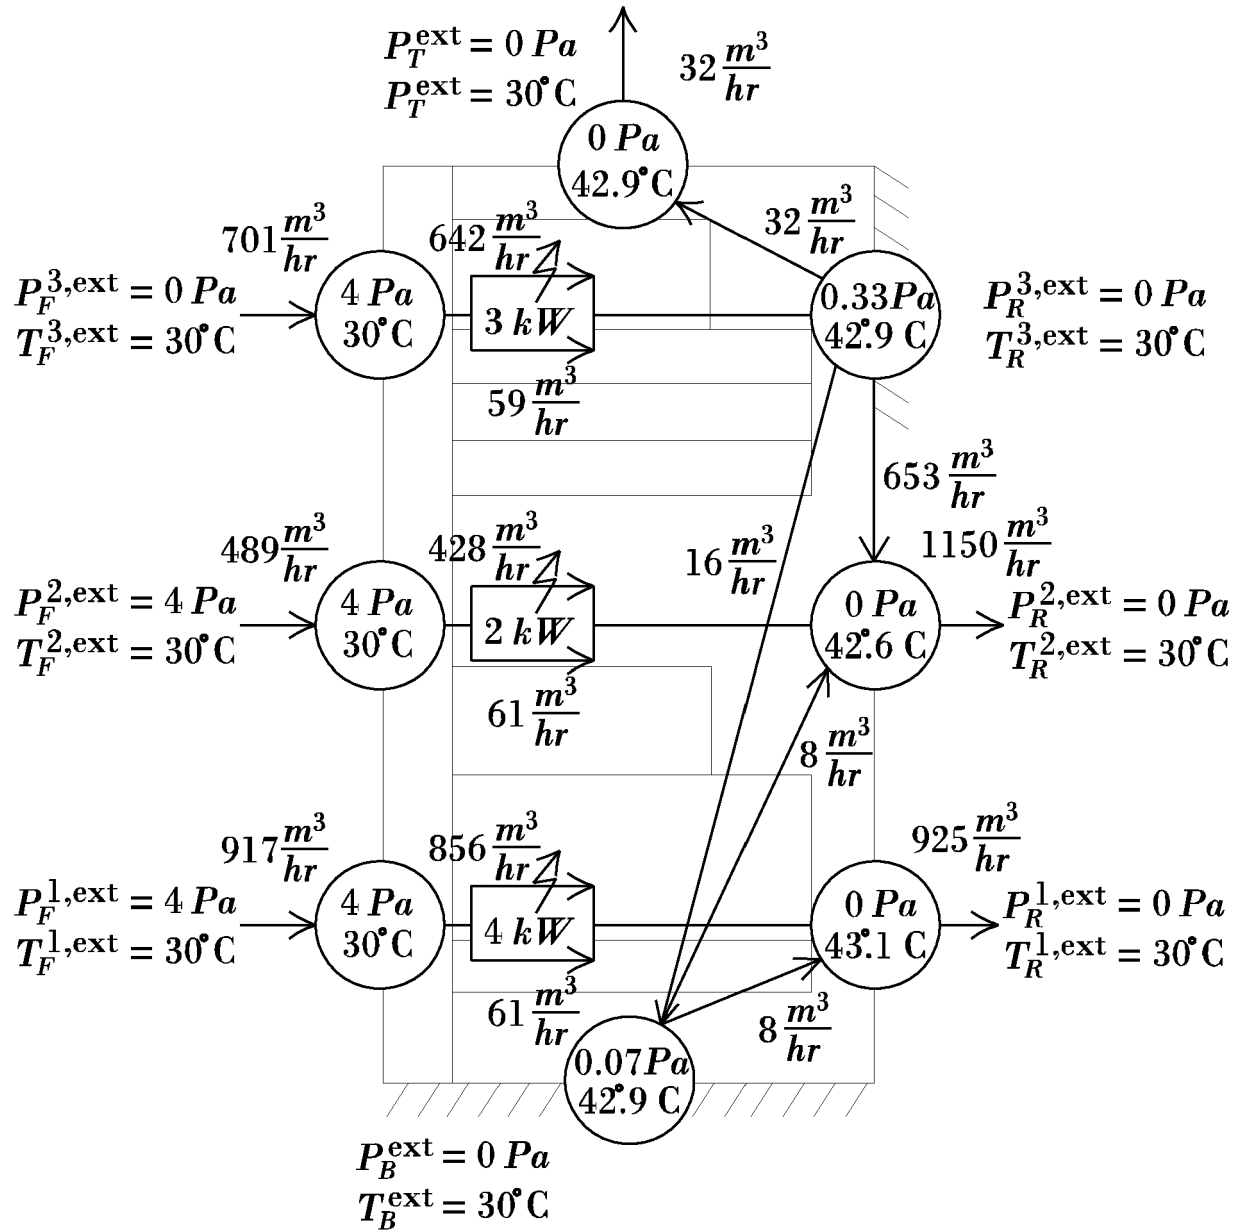 P_T^ext = 0 Pa
P_T^ext = 30°C
32 m³/hr
0 Pa
42.9°C
701 m³/hr
642 m³/hr
32 m³/hr
P_F^3,ext = 0 Pa
T_F^3,ext = 30°C
4 Pa
30°C
3 kW
0.33Pa
42.9 C
P_R^3,ext = 0 Pa
T_R^3,ext = 30°C
59 m³/hr
653 m³/hr
489 m³/hr
428 m³/hr
16 m³/hr
1150 m³/hr
P_F^2,ext = 4 Pa
T_F^2,ext = 30°C
4 Pa
30°C
2 kW
0 Pa
42.6 C
P_R^2,ext = 0 Pa
T_R^2,ext = 30°C
61 m³/hr
8 m³/hr
917 m³/hr
856 m³/hr
925 m³/hr
P_F^1,ext = 4 Pa
T_F^1,ext = 30°C
4 Pa
30°C
4 kW
0 Pa
43.1 C
P_R^1,ext = 0 Pa
T_R^1,ext = 30°C
61 m³/hr
8 m³/hr
0.07Pa
42.9 C
P_B^ext = 0 Pa
T_B^ext = 30°C